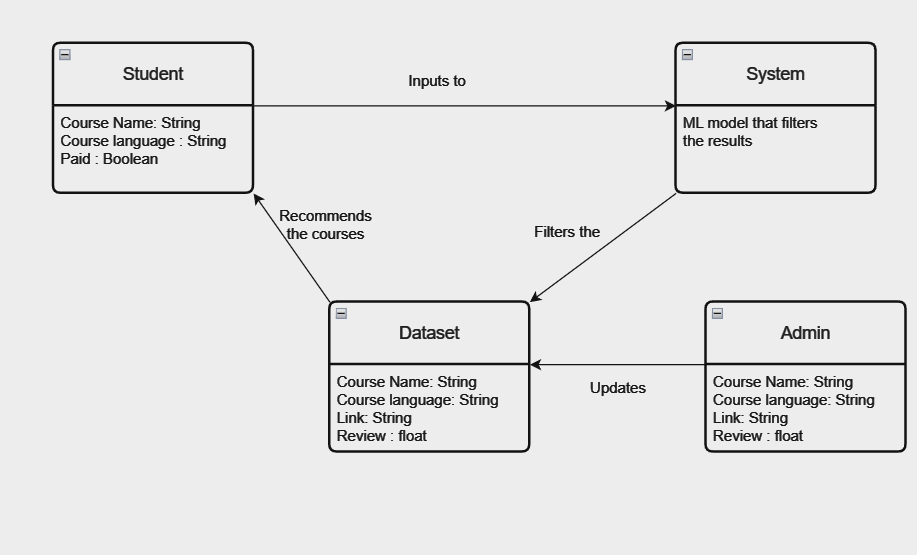 Student
Course Name: String
Course language : String
Paid : Boolean
Inputs to
System
ML model that filters
the results
Recommends
the courses
Filters the
Dataset
Course Name: String
Course language: String
Link: String
Review : float
Updates
Admin
Course Name: String
Course language: String
Link: String
Review : float